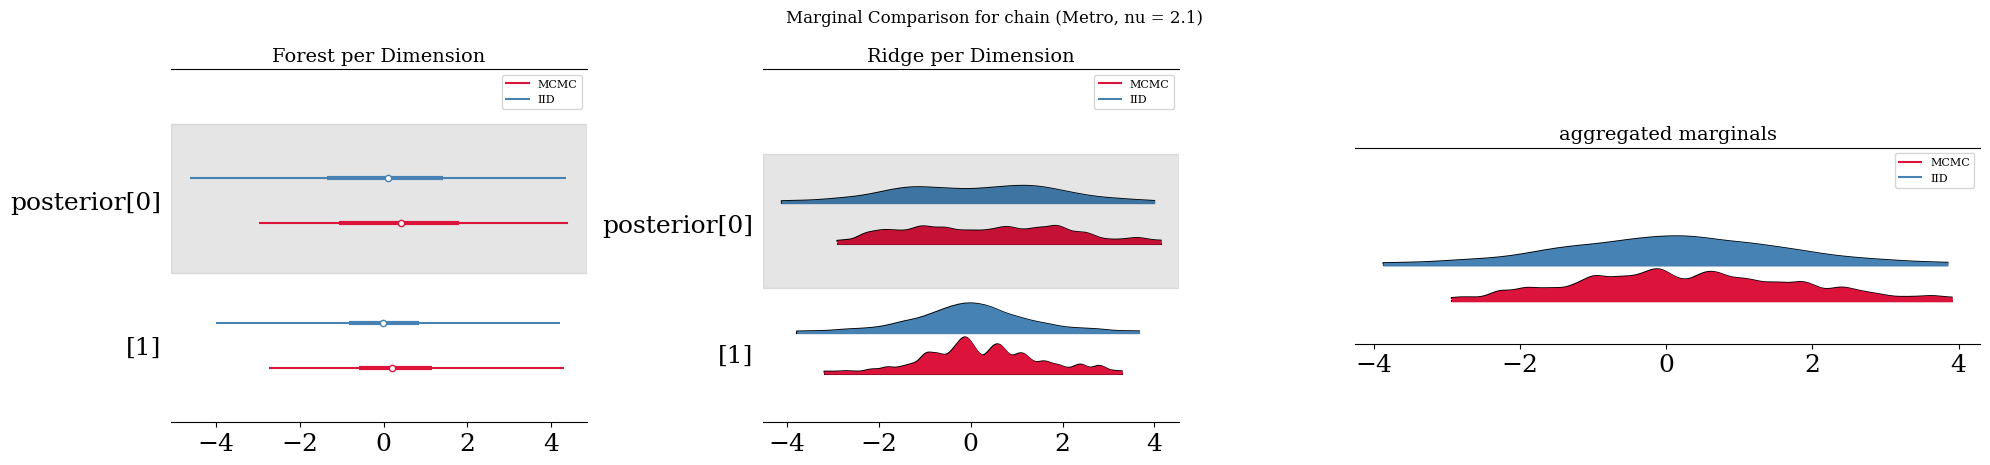 Marginal Comparison for chain (Metro, nu = 2.1)
Forest per Dimension
MCMC
IID
posterior[0]
[1]
−4 −2 0 2 4
Ridge per Dimension
MCMC
IID
posterior[0]
[1]
−4 −2 0 2 4
aggregated marginals
MCMC
IID
−4 −2 0 2 4